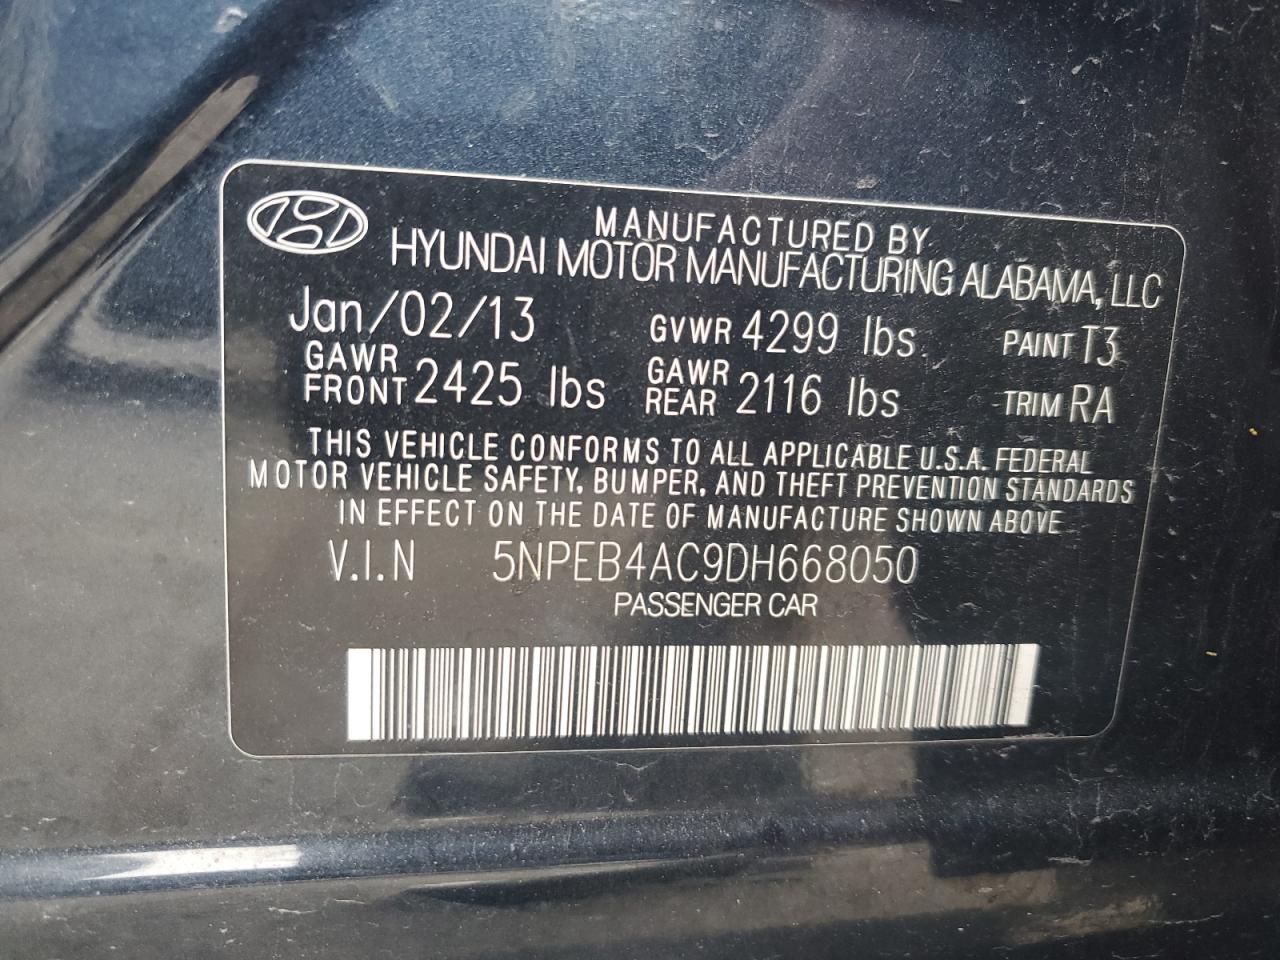 MANUFACTURED BY
HYUNDAI MOTOR MANUFACTURING ALABAMA, LLC
Jan/02/13 GVWR 4299 lbs. PAINT T3
GAWR FRONT 2425 lbs GAWR REAR 2116 lbs TRIM RA
THIS VEHICLE CONFORMS TO ALL APPLICABLE U.S.A. FEDERAL
MOTOR VEHICLE SAFETY, BUMPER, AND THEFT PREVENTION STANDARDS
IN EFFECT ON THE DATE OF MANUFACTURE SHOWN ABOVE
V.I.N 5NPEB4AC9DH668050
PASSENGER CAR